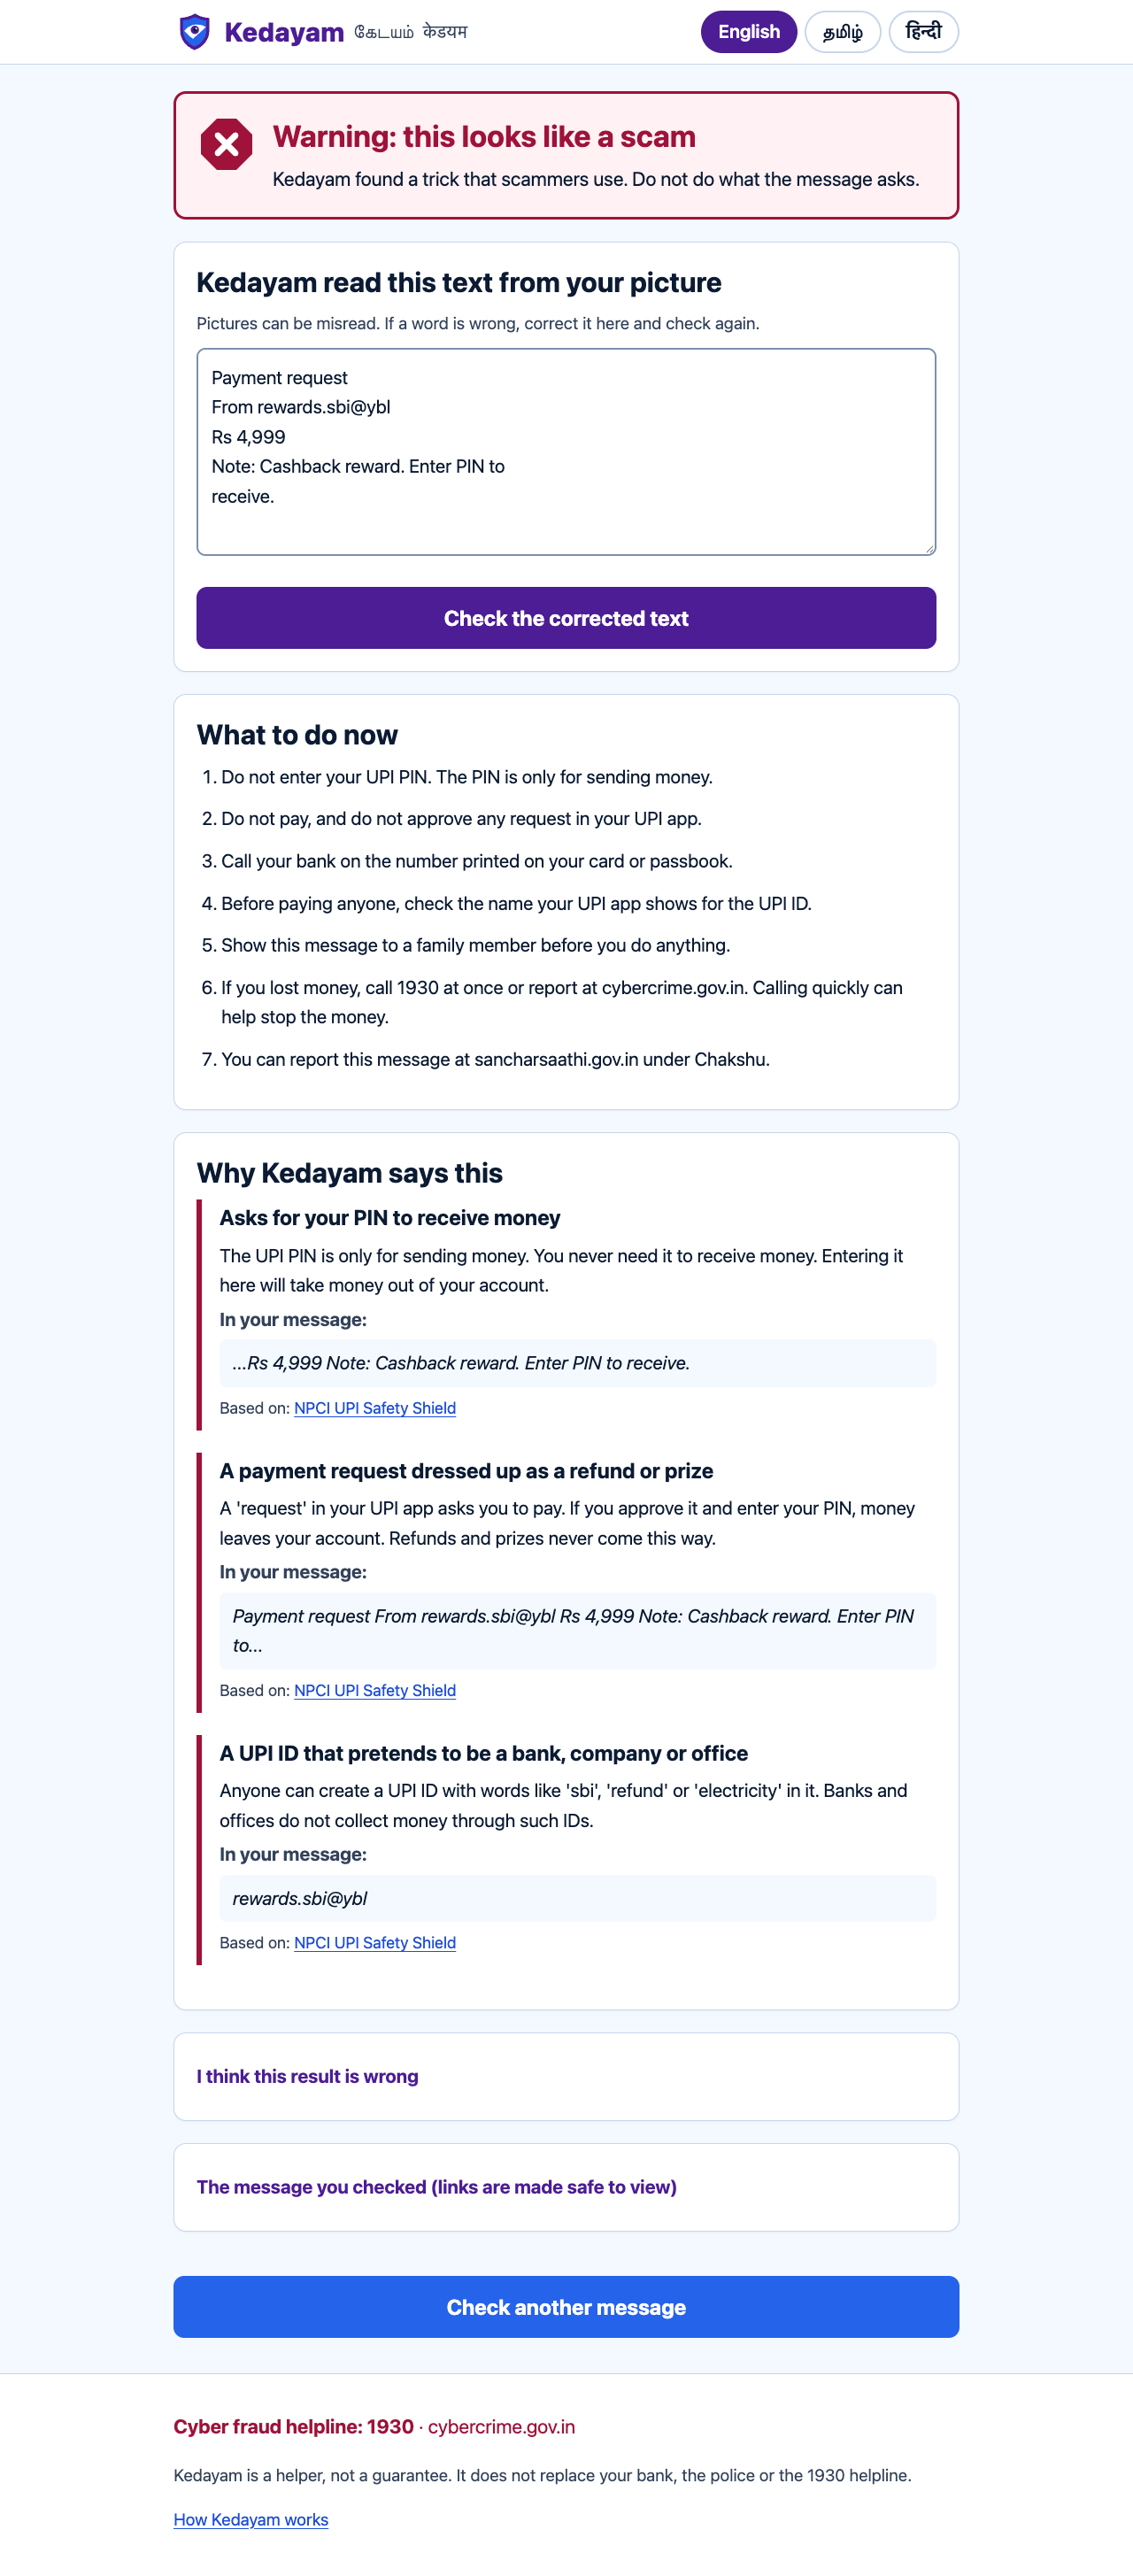 Kedayam கேடயம் केडयम
English தமிழ் हिन्दी
Warning: this looks like a scam
Kedayam found a trick that scammers use. Do not do what the message asks.
Kedayam read this text from your picture
Pictures can be misread. If a word is wrong, correct it here and check again.
Payment request
From rewards.sbi@ybl
Rs 4,999
Note: Cashback reward. Enter PIN to
receive.
Check the corrected text
What to do now
1. Do not enter your UPI PIN. The PIN is only for sending money.
2. Do not pay, and do not approve any request in your UPI app.
3. Call your bank on the number printed on your card or passbook.
4. Before paying anyone, check the name your UPI app shows for the UPI ID.
5. Show this message to a family member before you do anything.
6. If you lost money, call 1930 at once or report at cybercrime.gov.in. Calling quickly can
help stop the money.
7. You can report this message at sancharsaathi.gov.in under Chakshu.
Why Kedayam says this
Asks for your PIN to receive money
The UPI PIN is only for sending money. You never need it to receive money. Entering it
here will take money out of your account.
In your message:
...Rs 4,999 Note: Cashback reward. Enter PIN to receive.
Based on: NPCI UPI Safety Shield
A payment request dressed up as a refund or prize
A 'request' in your UPI app asks you to pay. If you approve it and enter your PIN, money
leaves your account. Refunds and prizes never come this way.
In your message:
Payment request From rewards.sbi@ybl Rs 4,999 Note: Cashback reward. Enter PIN
to...
Based on: NPCI UPI Safety Shield
A UPI ID that pretends to be a bank, company or office
Anyone can create a UPI ID with words like 'sbi', 'refund' or 'electricity' in it. Banks and
offices do not collect money through such IDs.
In your message:
rewards.sbi@ybl
Based on: NPCI UPI Safety Shield
I think this result is wrong
The message you checked (links are made safe to view)
Check another message
Cyber fraud helpline: 1930 · cybercrime.gov.in
Kedayam is a helper, not a guarantee. It does not replace your bank, the police or the 1930 helpline.
How Kedayam works